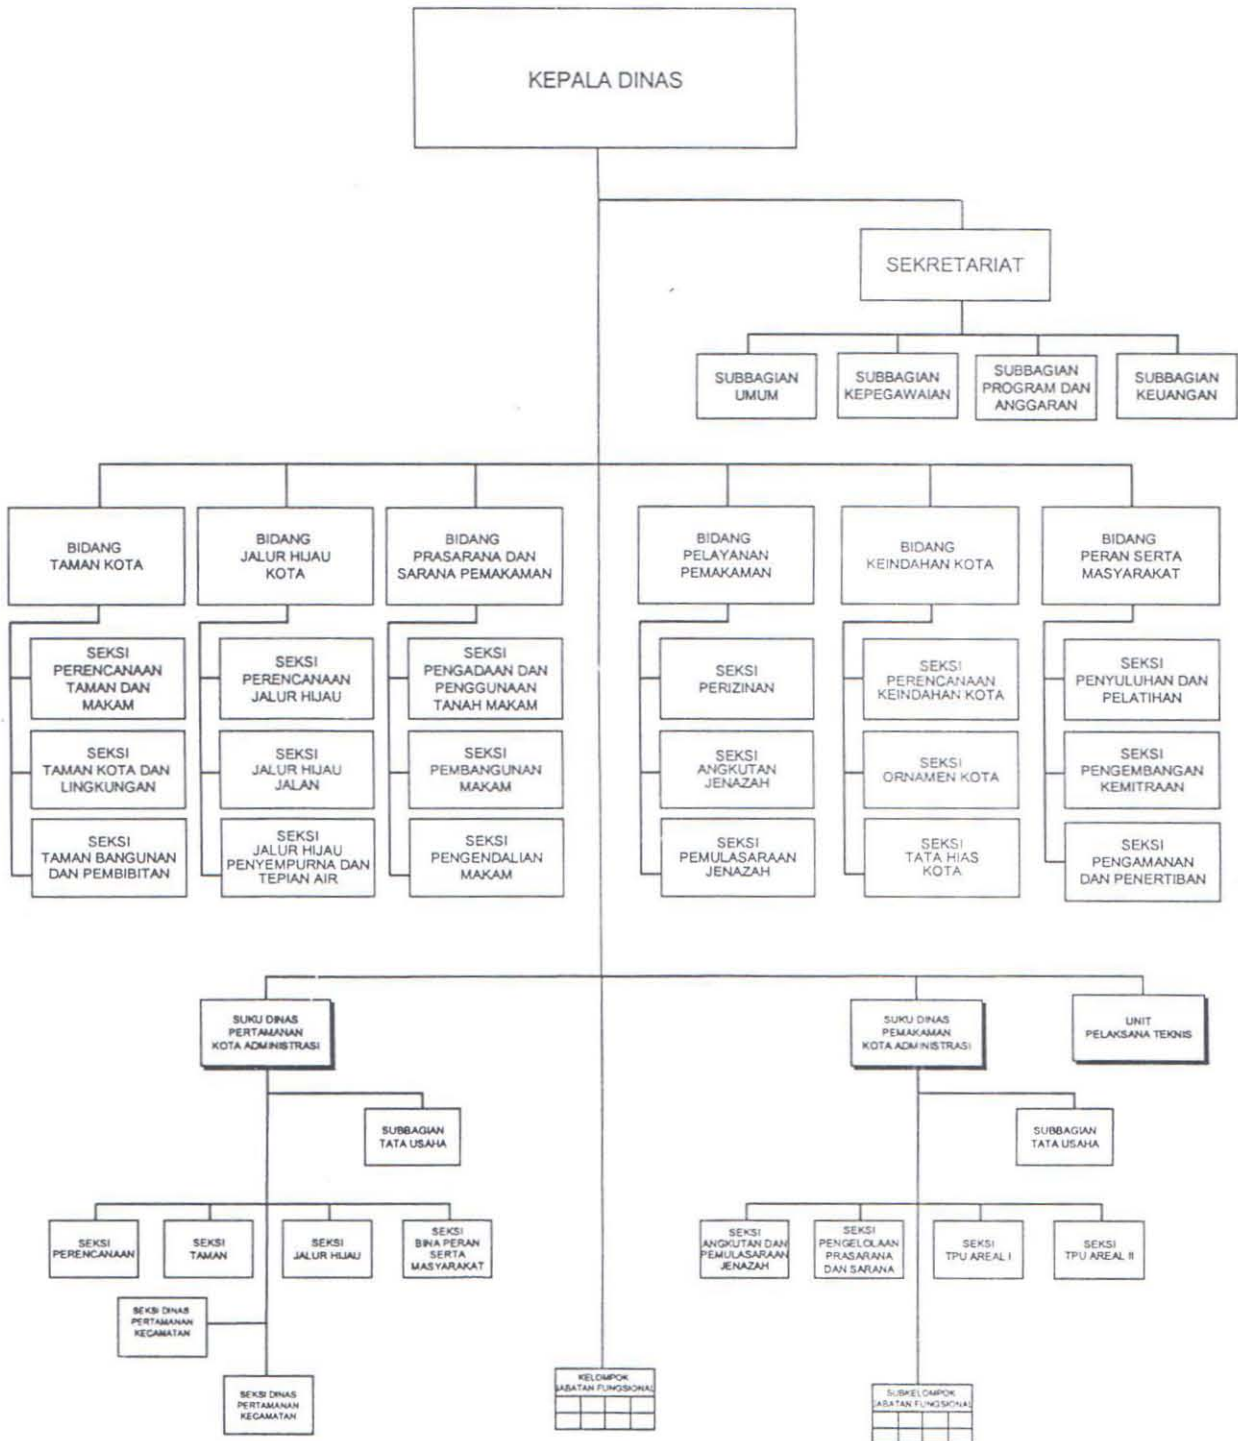 KEPALA DINAS
SEKRETARIAT
SUBBAGIAN
UMUM
SUBBAGIAN
KEPEGAWAIAN
SUBBAGIAN
PROGRAM DAN
ANGGARAN
SUBBAGIAN
KEUANGAN
BIDANG
TAMAN KOTA
BIDANG
JALUR HIJAU
KOTA
BIDANG
PRASARANA DAN
SARANA PEMAKAMAN
BIDANG
PELAYANAN
PEMAKAMAN
BIDANG
KEINDAHAN KOTA
BIDANG
PERAN SERTA
MASYARAKAT
SEKSI
PERENCANAAN
TAMAN DAN
MAKAM
SEKSI
TAMAN KOTA DAN
LINGKUNGAN
SEKSI
TAMAN BANGUNAN
DAN PEMBIBITAN
SEKSI
PERENCANAAN
JALUR HIJAU
SEKSI
JALUR HIJAU
JALAN
SEKSI
JALUR HIJAU
PENYEMPURNA DAN
TEPIAN AIR
SEKSI
PENGADAAN DAN
PENGGUNAAN
TANAH MAKAM
SEKSI
PEMBANGUNAN
MAKAM
SEKSI
PENGENDALIAN
MAKAM
SEKSI
PERIZINAN
SEKSI
ANGKUTAN
JENAZAH
SEKSI
PEMULASARAAN
JENAZAH
SEKSI
PERENCANAAN
KEINDAHAN KOTA
SEKSI
ORNAMEN KOTA
SEKSI
TATA HIAS
KOTA
SEKSI
PENYULUHAN DAN
PELATIHAN
SEKSI
PENGEMBANGAN
KEMITRAAN
SEKSI
PENGAMANAN
DAN PENERTIBAN
SUKU DINAS
PERTAMANAN
KOTA ADMINISTRASI
SUKU DINAS
PEMAKAMAN
KOTA ADMINISTRASI
UNIT
PELAKSANA TEKNIS
SUBBAGIAN
TATA USAHA
SUBBAGIAN
TATA USAHA
SEKSI
PERENCANAAN
SEKSI
TAMAN
SEKSI
JALUR HIJAU
SEKSI
BINA PERAN
SERTA
MASYARAKAT
SEKSI
ANGKUTAN DAN
PEMULASARAAN
JENAZAH
SEKSI
PENGELOLAAN
PRASARANA
DAN SARANA
SEKSI
TPU AREAL I
SEKSI
TPU AREAL II
SEKSI DINAS
PERTAMANAN
KECAMATAN
SEKSI DINAS
PERTAMANAN
KECAMATAN
KELOMPOK
JABATAN FUNGSIONAL
SUBKELOMPOK
JABATAN FUNGSIONAL